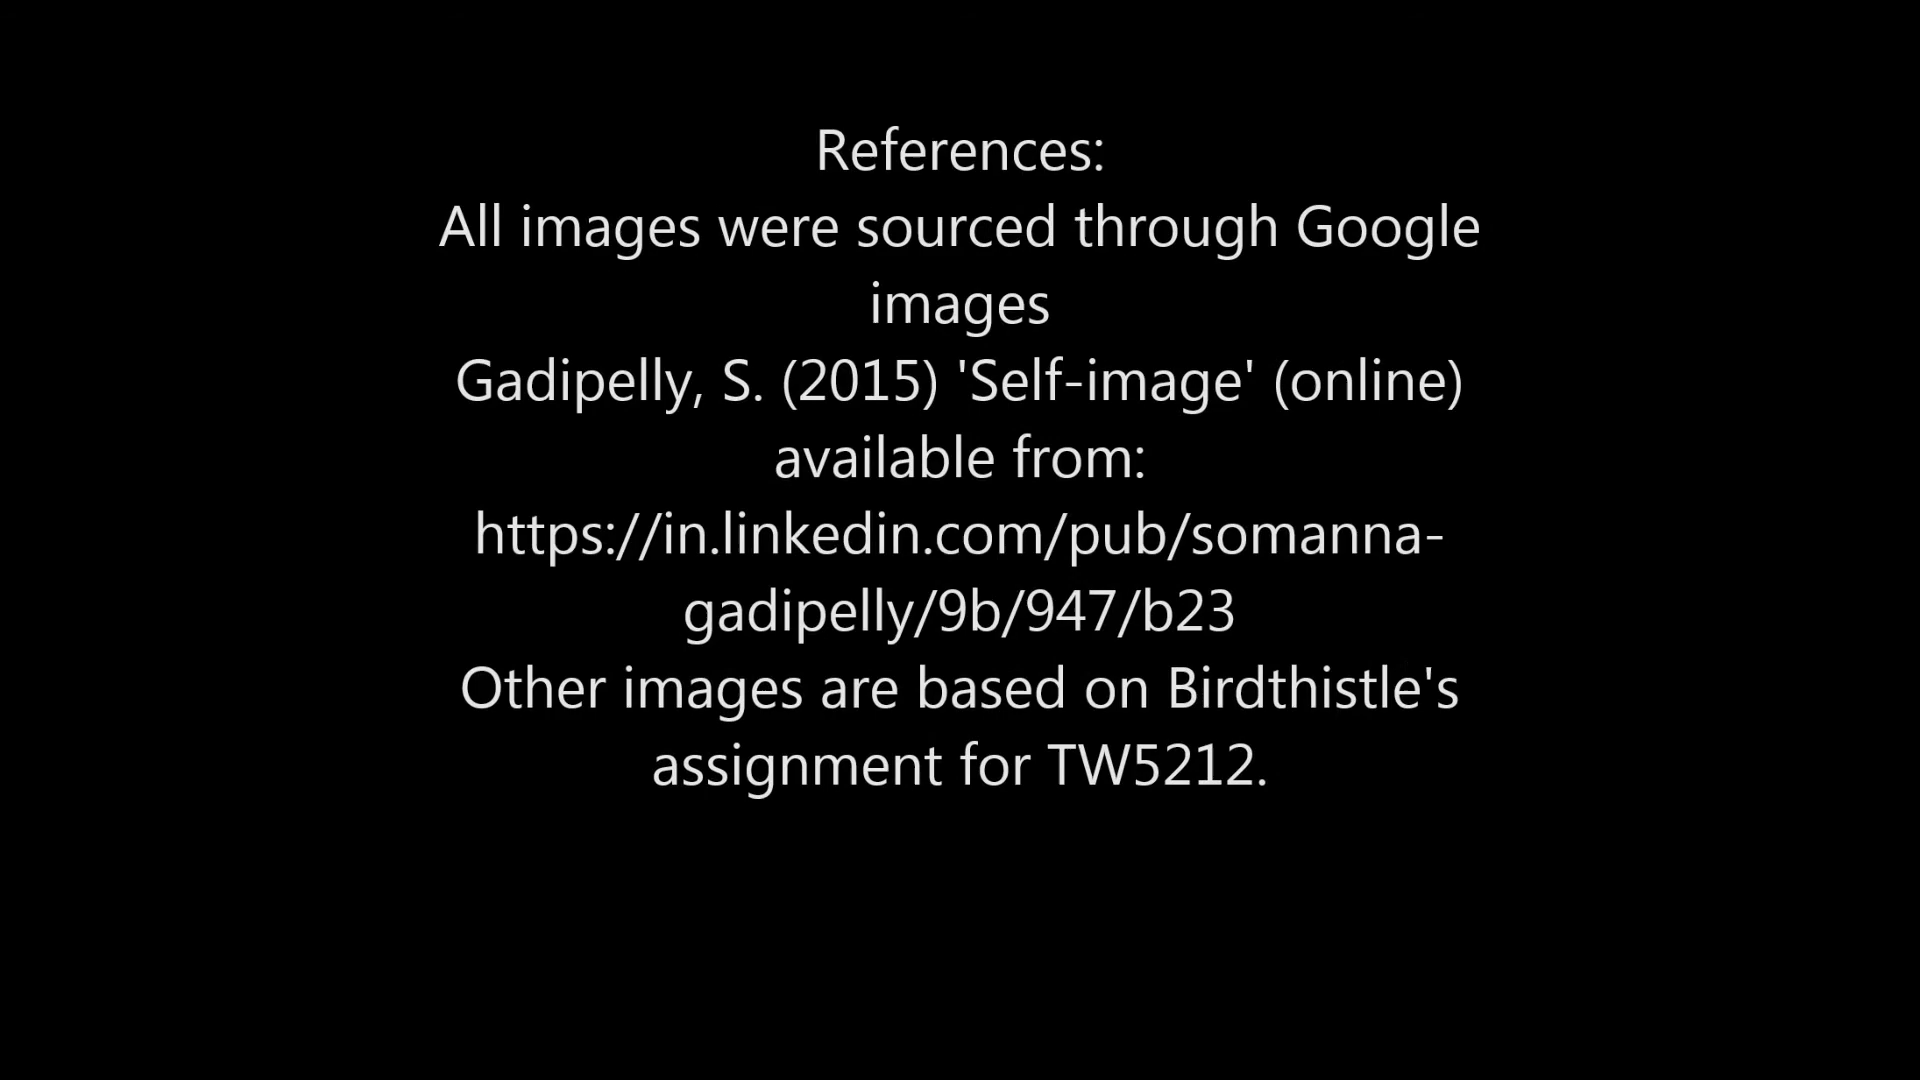 References:
All images were sourced through Google
images
Gadipelly, S. (2015) 'Self-image' (online)
available from:
https://in.linkedin.com/pub/somanna-
gadipelly/9b/947/b23
Other images are based on Birdthistle's
assignment for TW5212.